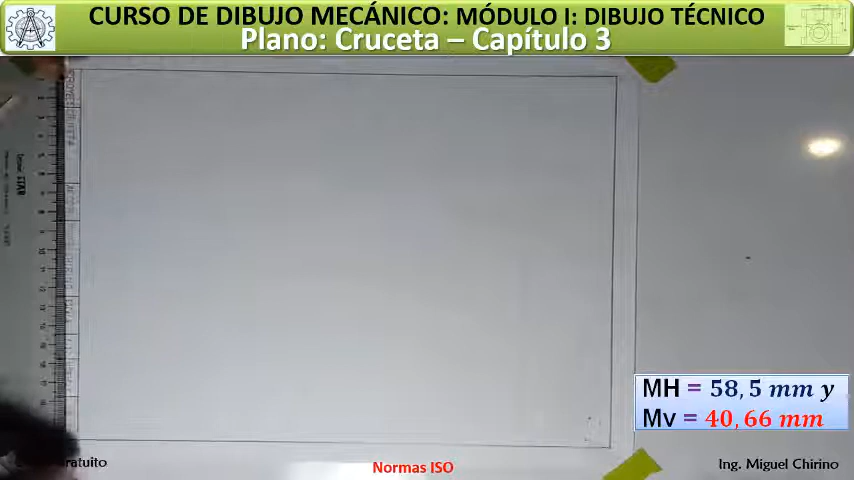 CURSO DE DIBUJO MECÁNICO: MÓDULO I: DIBUJO TÉCNICO
Plano: Cruceta – Capítulo 3
MH = 58,5 mm y
Mv = 40,66 mm
Normas ISO
Ing. Miguel Chirino